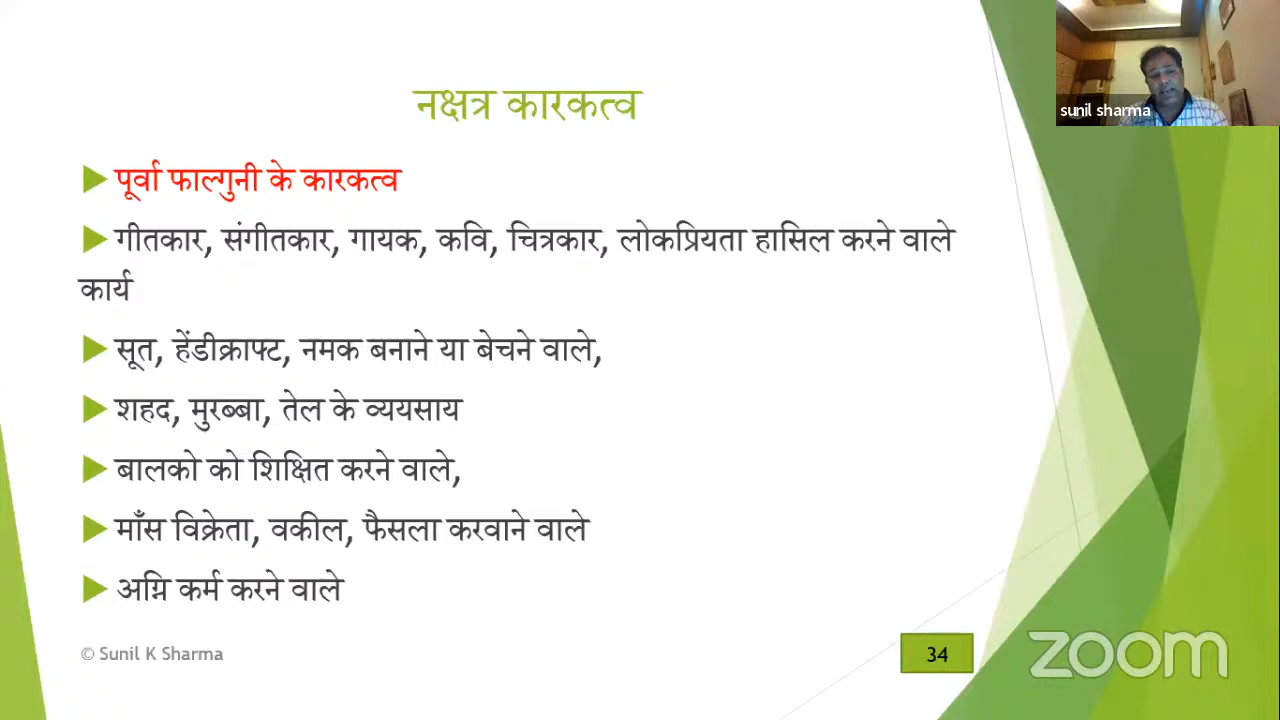 sunil sharma
नक्षत्र कारकत्व
पूर्वा फाल्गुनी के कारकत्व
गीतकार, संगीतकार, गायक, कवि, चित्रकार, लोकप्रियता हासिल करने वाले
कार्य
सूत, हेंडीक्राफ्ट, नमक बनाने या बेचने वाले,
शहद, मुरब्बा, तेल के व्ययसाय
बालको को शिक्षित करने वाले,
माँस विक्रेता, वकील, फैसला करवाने वाले
अग्नि कर्म करने वाले
© Sunil K Sharma
34
zoom